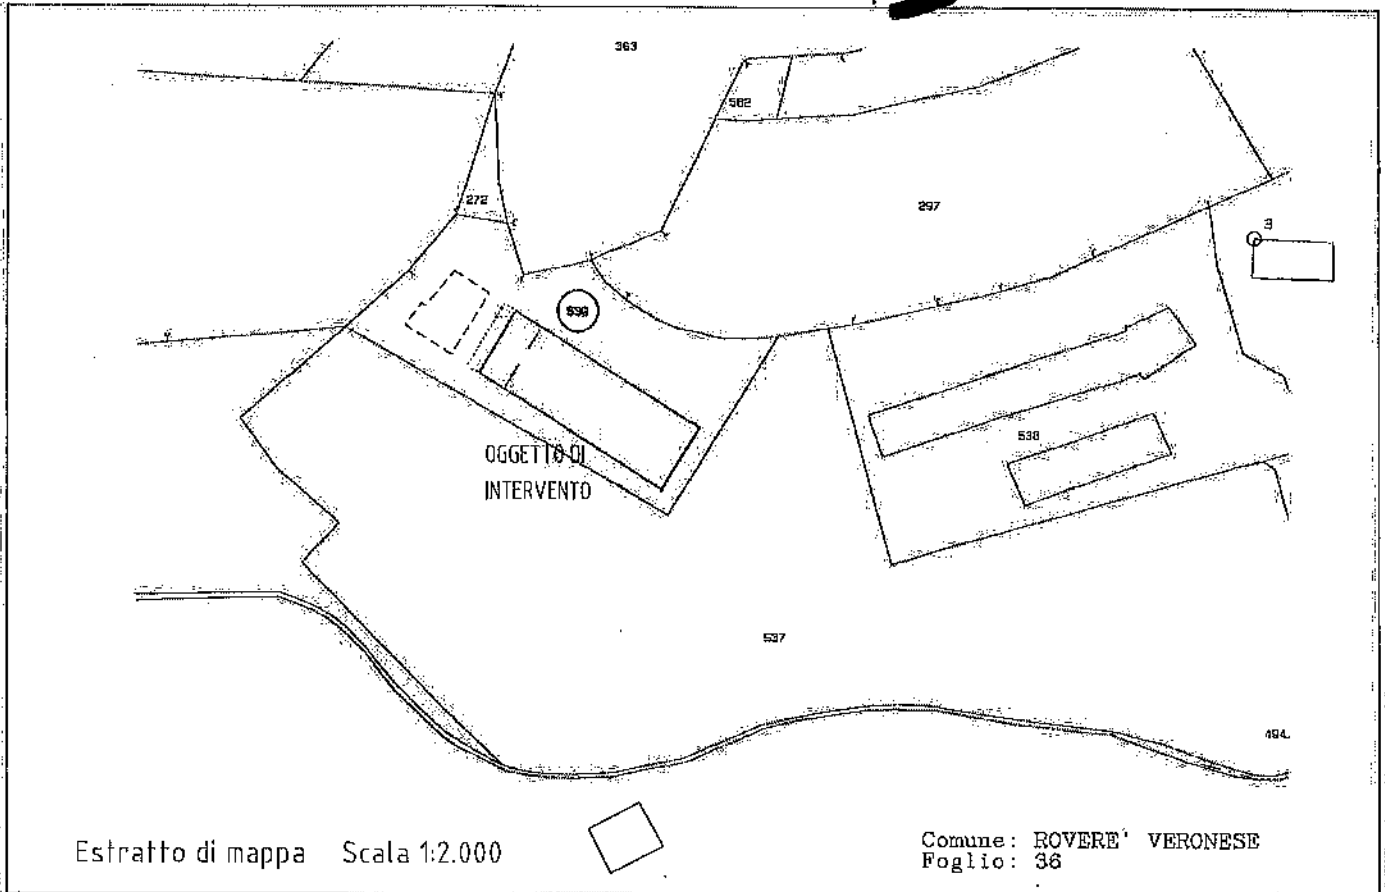 363
582
272
297
3
539
OGGETTO DI
INTERVENTO
538
537
494
Estratto di mappa Scala 1:2.000
Comune: ROVERE' VERONESE
Foglio: 36